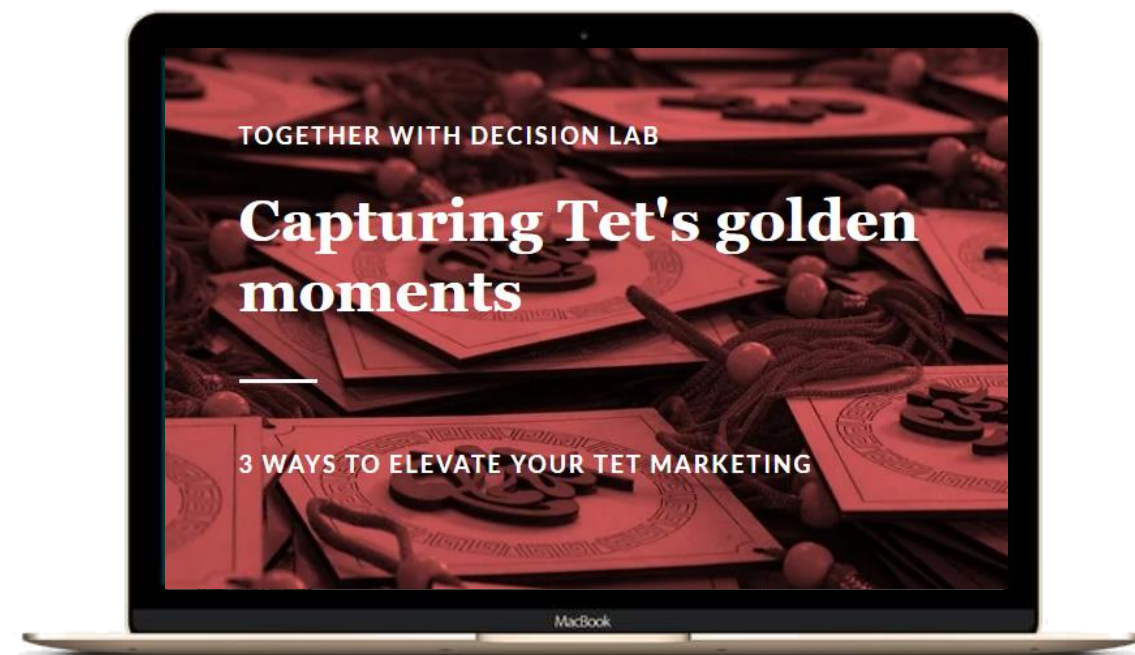 TOGETHER WITH DECISION LAB
Capturing Tet's golden
moments
3 WAYS TO ELEVATE YOUR TET MARKETING
MacBook